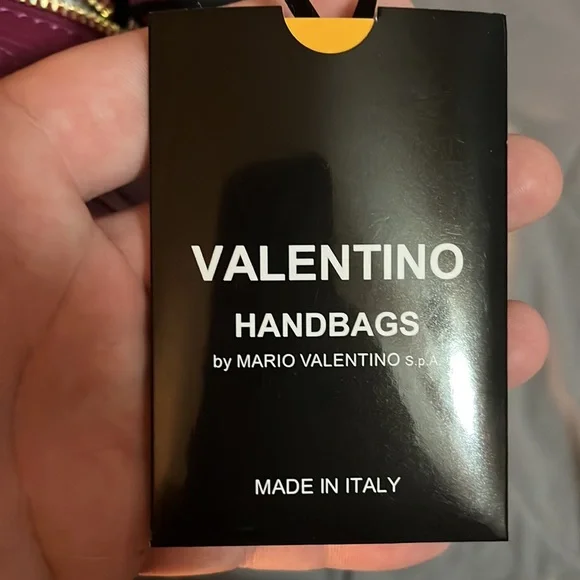 VALENTINO
HANDBAGS
by MARIO VALENTINO S.p.A.
MADE IN ITALY